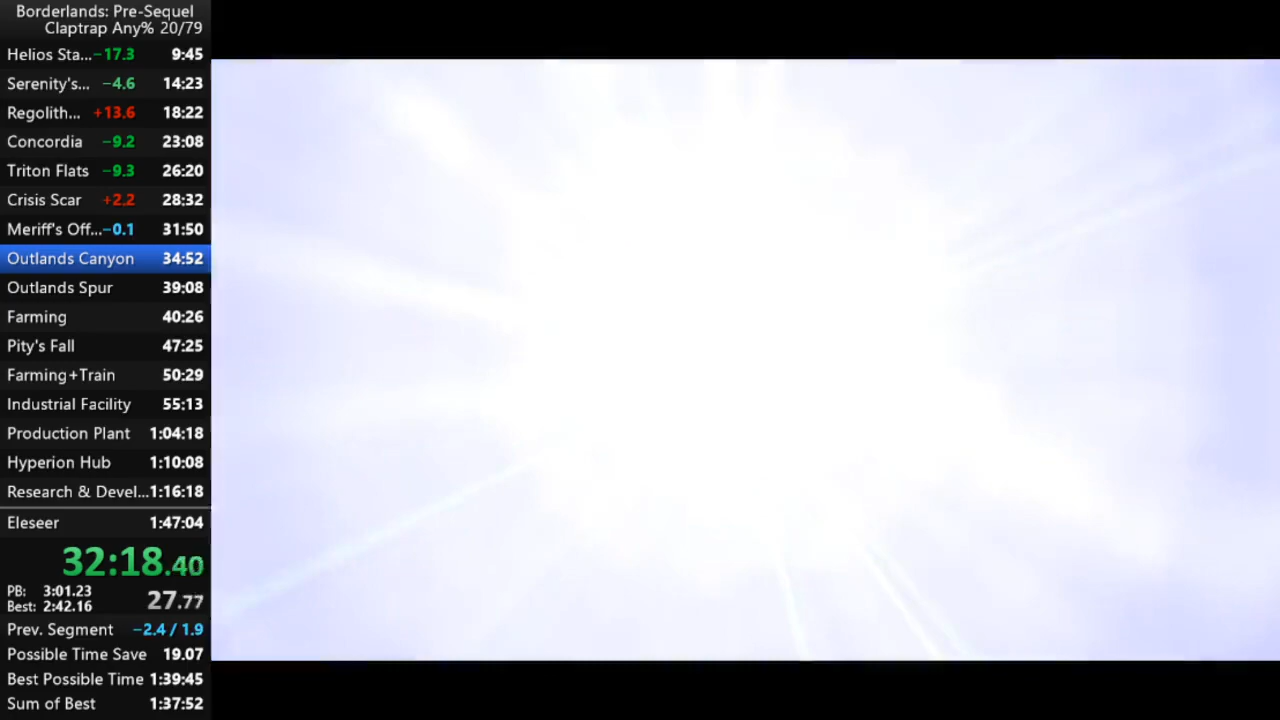 Borderlands: Pre-Sequel
Claptrap Any% 20/79
Helios Sta... −17.3 9:45
Serenity's... −4.6 14:23
Regolith... +13.6 18:22
Concordia −9.2 23:08
Triton Flats −9.3 26:20
Crisis Scar +2.2 28:32
Meriff's Off... −0.1 31:50
Outlands Canyon 34:52
Outlands Spur 39:08
Farming 40:26
Pity's Fall 47:25
Farming+Train 50:29
Industrial Facility 55:13
Production Plant 1:04:18
Hyperion Hub 1:10:08
Research & Devel... 1:16:18
Eleseer 1:47:04
32:18.40
PB: 3:01.23
Best: 2:42.16
27.77
Prev. Segment −2.4 / 1.9
Possible Time Save 19.07
Best Possible Time 1:39:45
Sum of Best 1:37:52